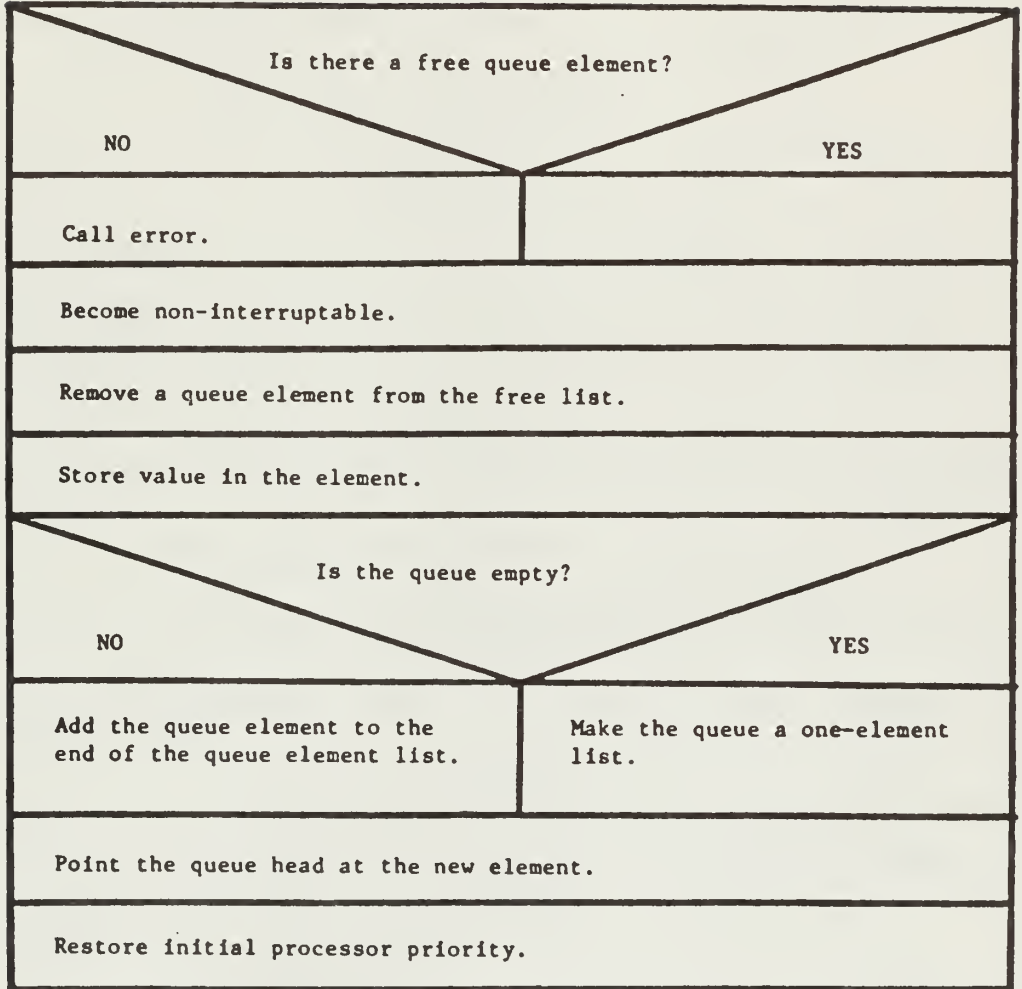 Is there a free queue element?
NO
YES
Call error.
Become non-interruptable.
Remove a queue element from the free list.
Store value in the element.
Is the queue empty?
NO
YES
Add the queue element to the
end of the queue element list.
Make the queue a one-element
list.
Point the queue head at the new element.
Restore initial processor priority.